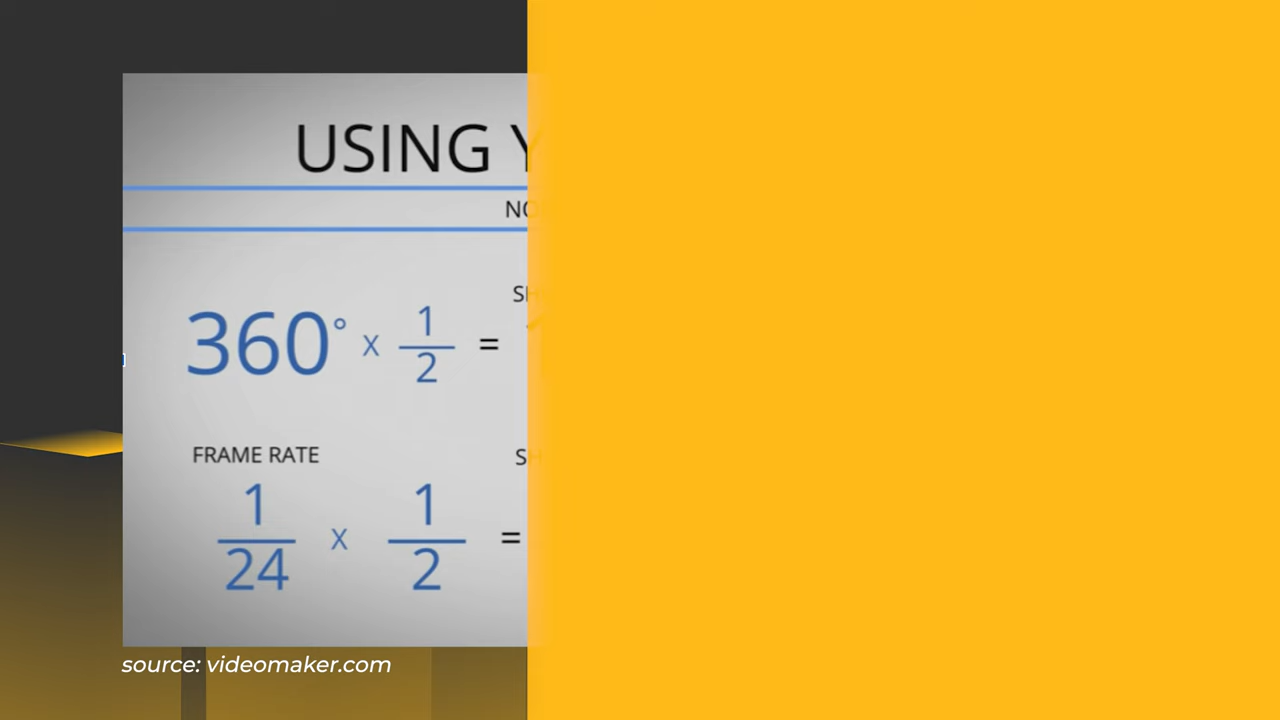 USING
360° x 1/2 =
FRAME RATE
1/24 x 1/2 =
source: videomaker.com